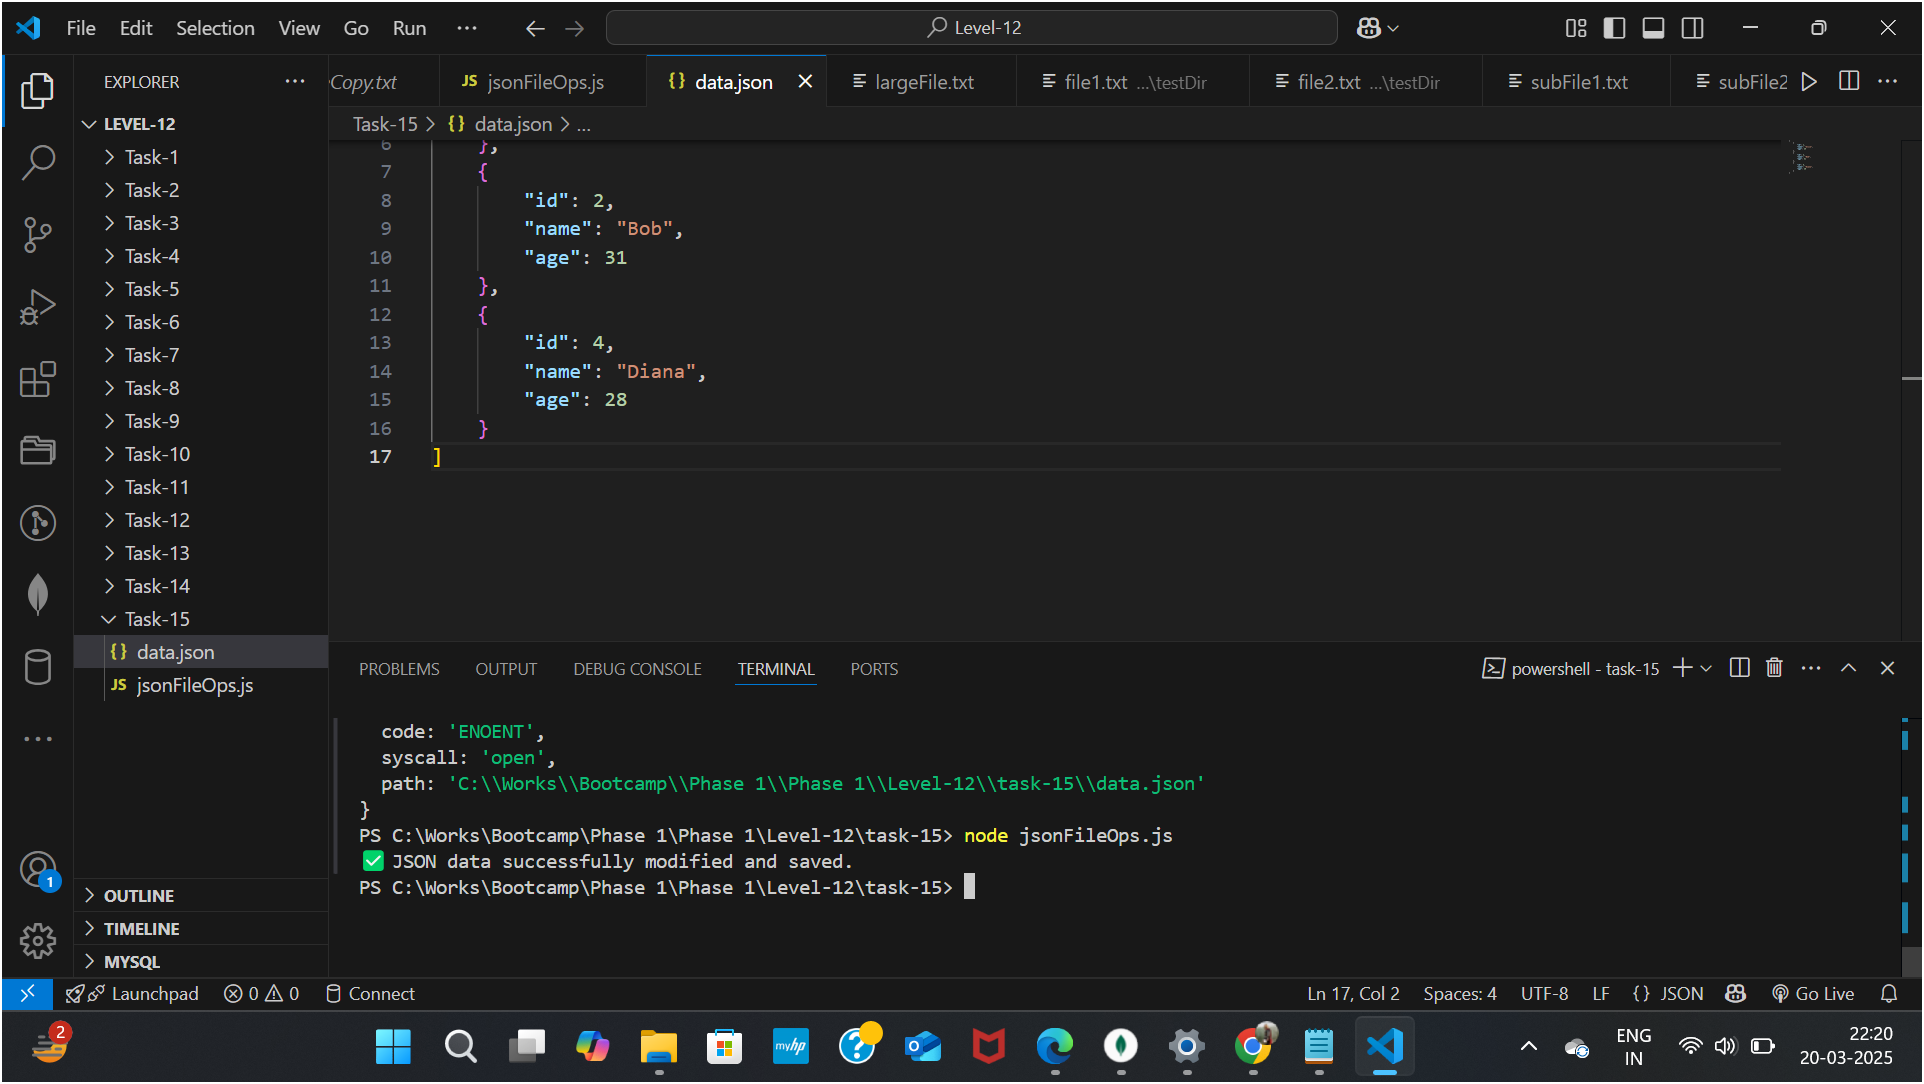 File Edit Selection View Go Run ··· Level-12
EXPLORER ···
Copy.txt JS jsonFileOps.js {} data.json largeFile.txt file1.txt ...\testDir file2.txt ...\testDir subFile1.txt subFile2 ···
Task-15 > {} data.json > ...
LEVEL-12
Task-1
Task-2
Task-3
Task-4
Task-5
Task-6
Task-7
Task-8
Task-9
Task-10
Task-11
Task-12
Task-13
Task-14
Task-15
{} data.json
JS jsonFileOps.js
OUTLINE
TIMELINE
MYSQL
6 },
7 {
8 "id": 2,
9 "name": "Bob",
10 "age": 31
11 },
12 {
13 "id": 4,
14 "name": "Diana",
15 "age": 28
16 }
17 ]
PROBLEMS OUTPUT DEBUG CONSOLE TERMINAL PORTS powershell - task-15 ···
code: 'ENOENT',
syscall: 'open',
path: 'C:\\Works\\Bootcamp\\Phase 1\\Phase 1\\Level-12\\task-15\\data.json'
}
PS C:\Works\Bootcamp\Phase 1\Phase 1\Level-12\task-15> node jsonFileOps.js
✅ JSON data successfully modified and saved.
PS C:\Works\Bootcamp\Phase 1\Phase 1\Level-12\task-15>
1
Launchpad 0 0 Connect Ln 17, Col 2 Spaces: 4 UTF-8 LF {} JSON Go Live
2
myhp
ENG
IN
22:20
20-03-2025